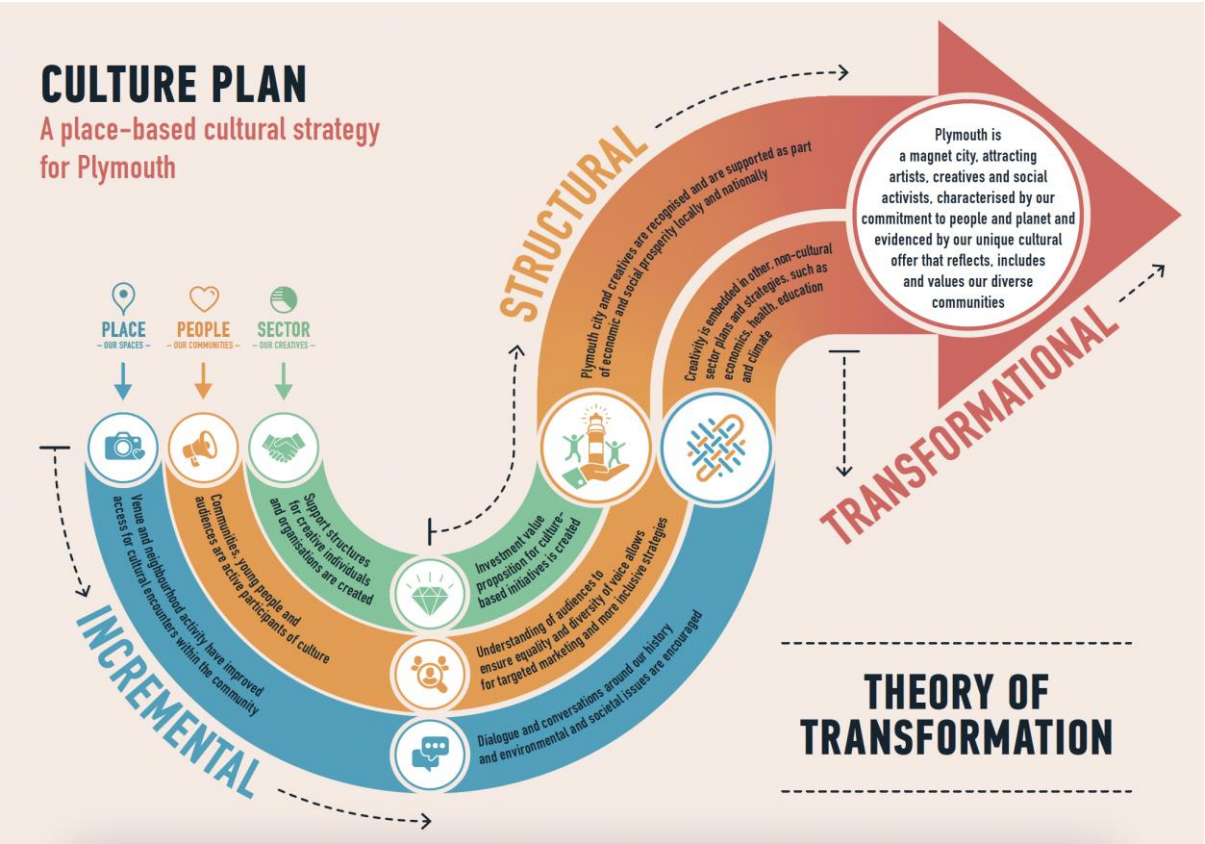 CULTURE PLAN
A place-based cultural strategy
for Plymouth
PLACE
– OUR SPACES –
PEOPLE
– OUR COMMUNITIES –
SECTOR
– OUR CREATIVES –
INCREMENTAL
Venue and neighbourhood activity have improved
access for cultural encounters within the community
Communities, young people and
audiences are active participants of culture
Support structures
for creative individuals
and organisations are created
STRUCTURAL
Investment value
proposition for culture-
based initiatives is created
Understanding of audiences to
ensure equality and diversity of voice allows
for targeted marketing and more inclusive strategies
Dialogue and conversations around our history
and environmental and societal issues are encouraged
Plymouth city and creatives are recognised and are supported as part
of economic and social prosperity locally and nationally
Creativity is embedded in other, non-cultural
sector plans and strategies, such as
economics, health, education
and climate
TRANSFORMATIONAL
Plymouth is
a magnet city, attracting
artists, creatives and social
activists, characterised by our
commitment to people and planet and
evidenced by our unique cultural
offer that reflects, includes
and values our diverse
communities
THEORY OF
TRANSFORMATION